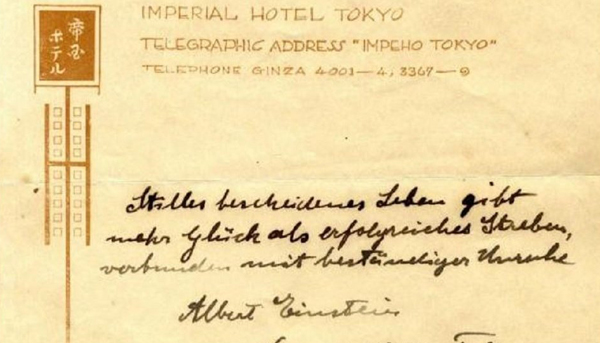 帝国
ホテル
IMPERIAL HOTEL TOKYO
TELEGRAPHIC ADDRESS "IMPEHO TOKYO"
TELEPHONE GINZA 4001—4, 3367—9
Stilles bescheidenes Leben gibt
mehr Glück als erfolgreiches Streben,
verbunden mit beständiger Unruhe
Albert Einstein